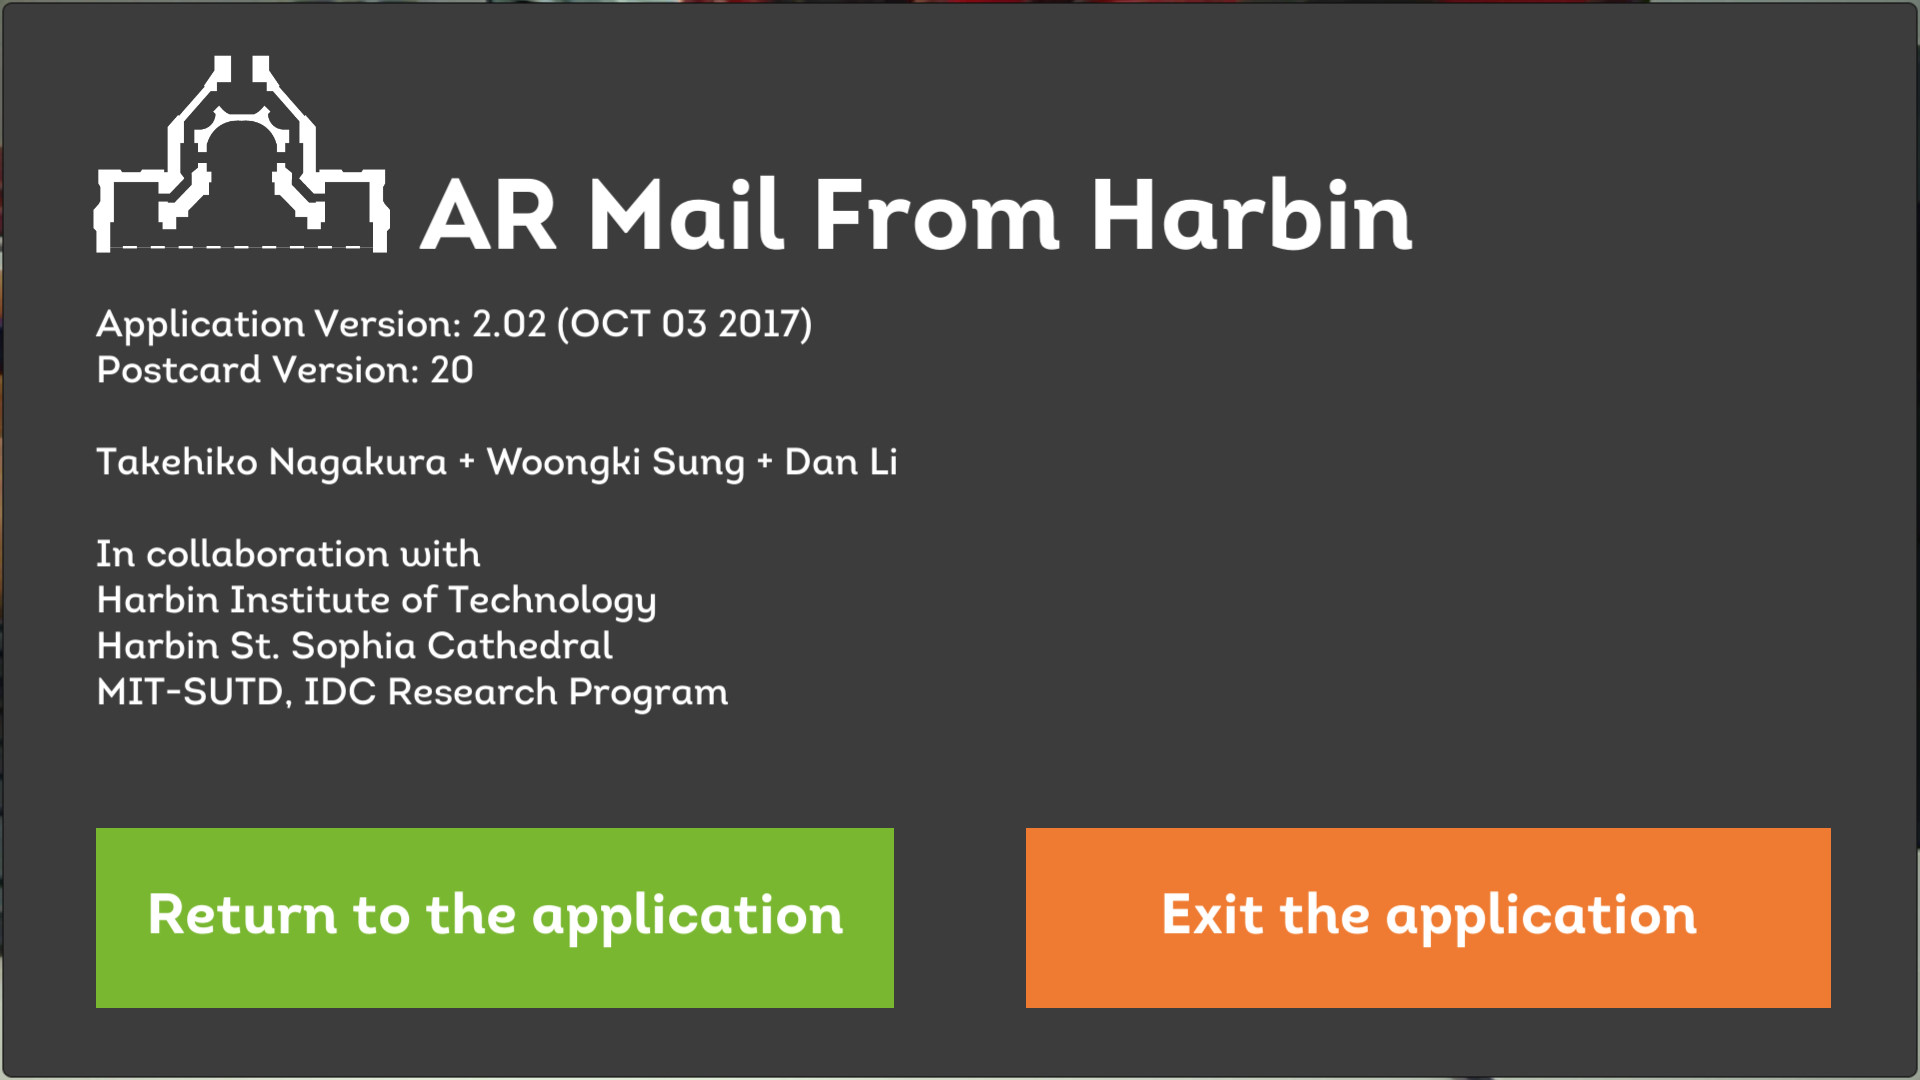 AR Mail From Harbin
Application Version: 2.02 (OCT 03 2017)
Postcard Version: 20
Takehiko Nagakura + Woongki Sung + Dan Li
In collaboration with
Harbin Institute of Technology
Harbin St. Sophia Cathedral
MIT-SUTD, IDC Research Program
Return to the application
Exit the application